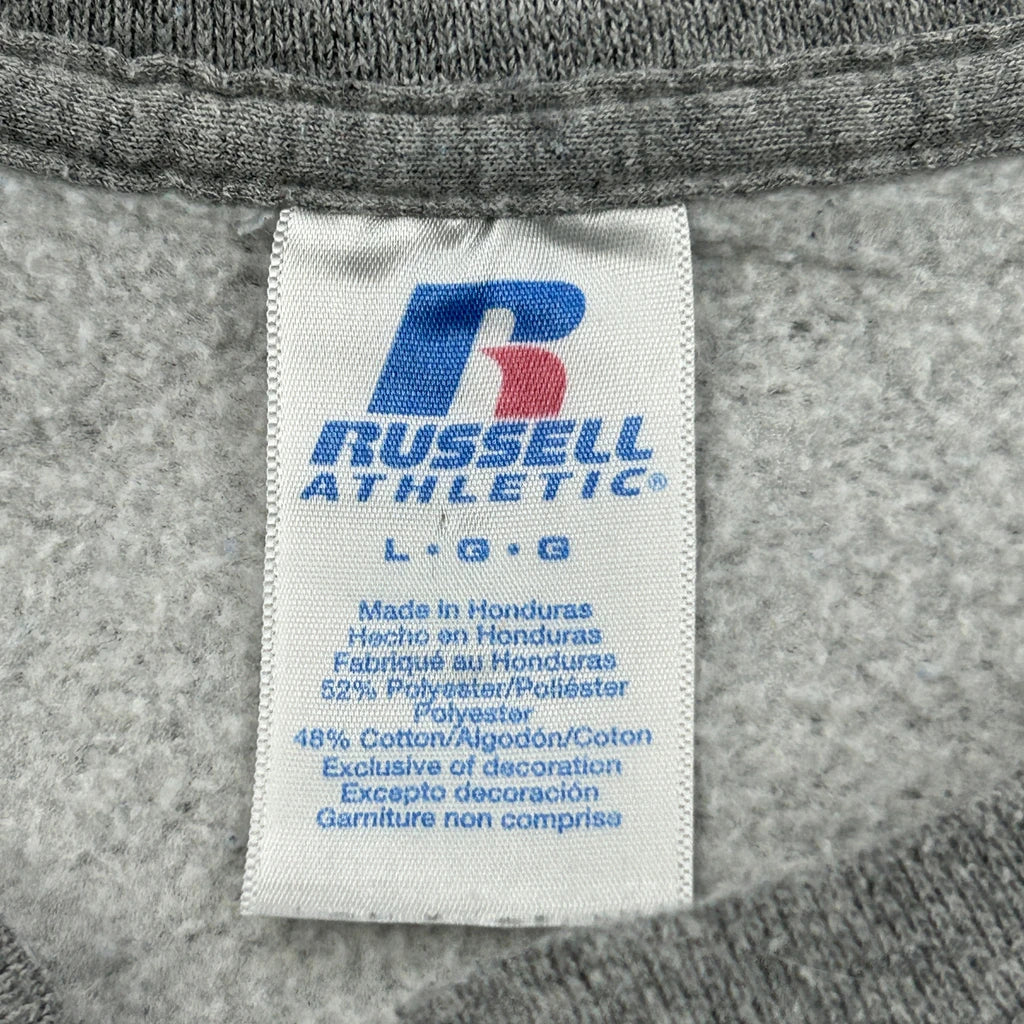 R
RUSSELL
ATHLETIC®
L • G • G
Made in Honduras
Hecho en Honduras
Fabriqué au Honduras
52% Polyester/Poliéster
Polyester
48% Cotton/Algodón/Coton
Exclusive of decoration
Excepto decoración
Garniture non comprise